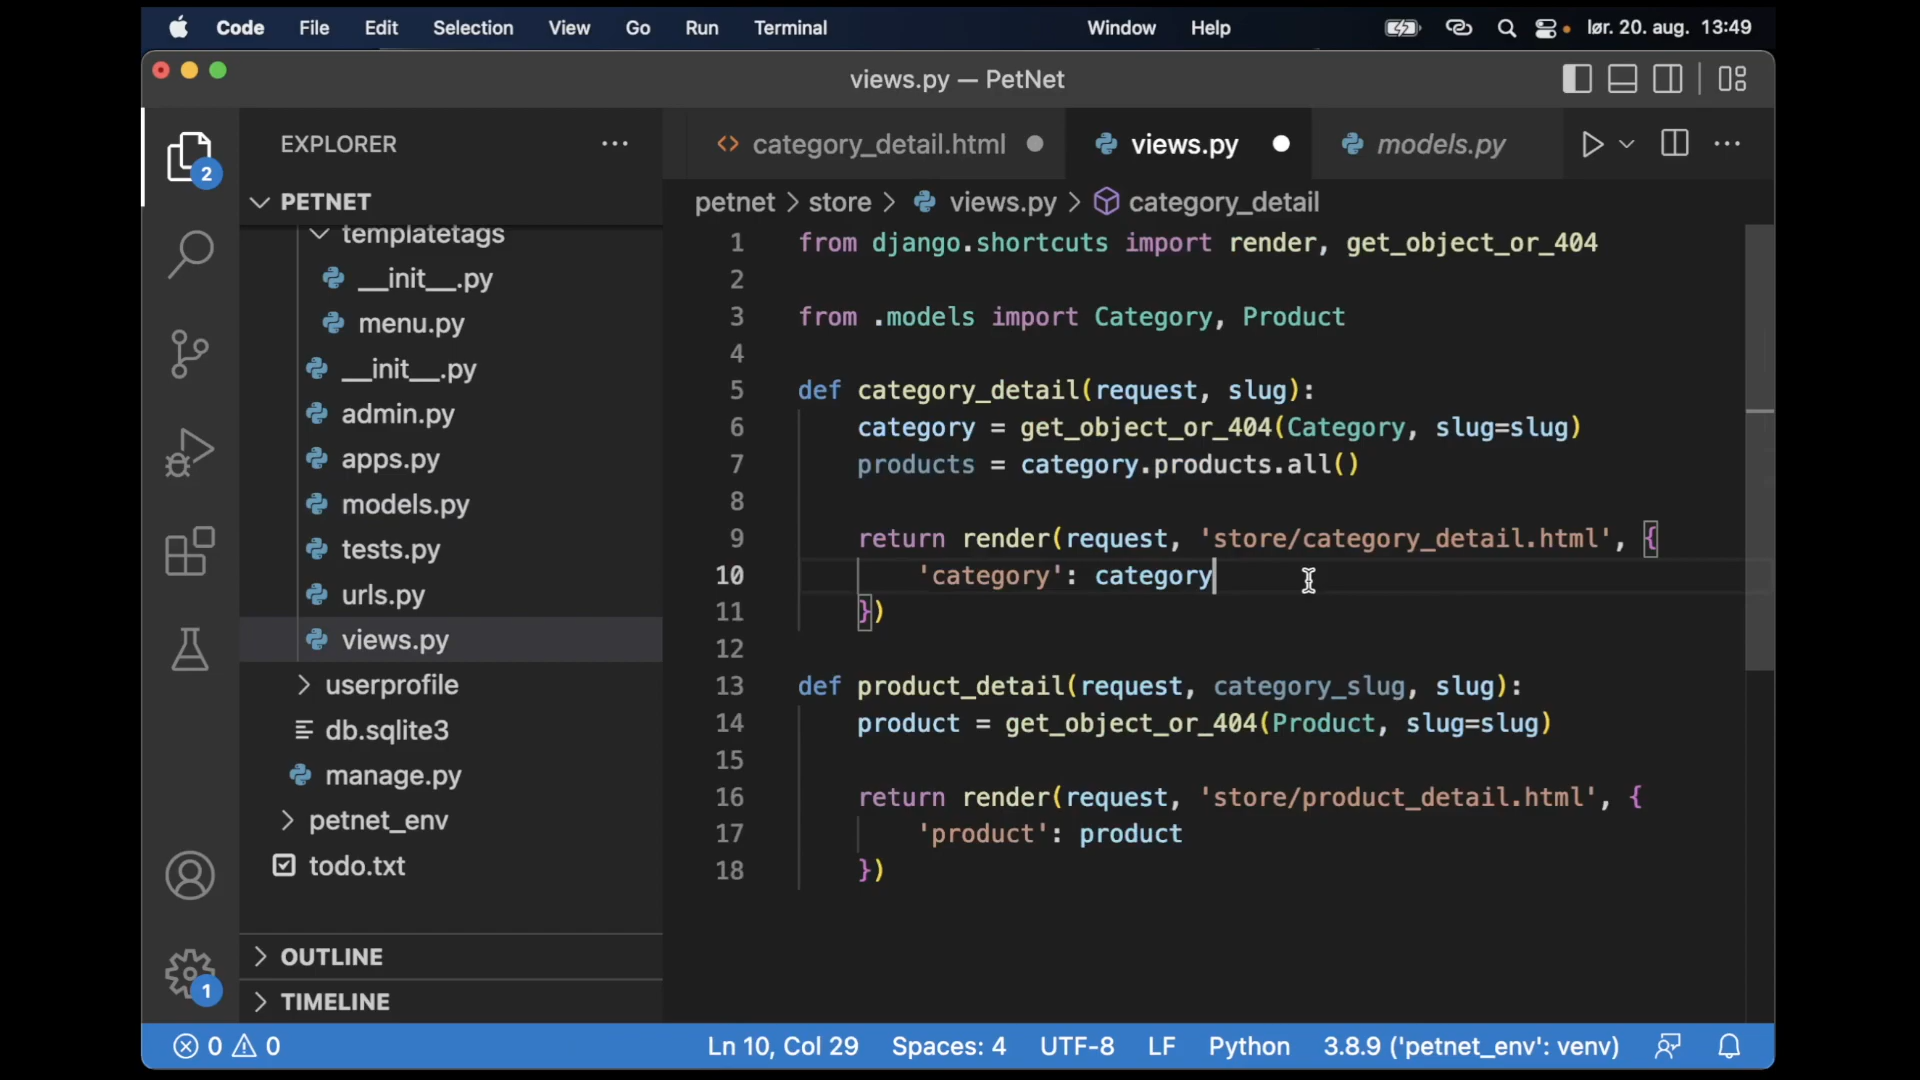 Code File Edit Selection View Go Run Terminal Window Help lør. 20. aug. 13:49
views.py — PetNet
EXPLORER
category_detail.html views.py models.py
2
PETNET
petnet > store > views.py > category_detail
templatetags
__init__.py
menu.py
__init__.py
admin.py
apps.py
models.py
tests.py
urls.py
views.py
userprofile
db.sqlite3
manage.py
petnet_env
todo.txt
OUTLINE
TIMELINE
1
1 from django.shortcuts import render, get_object_or_404
2
3 from .models import Category, Product
4
5 def category_detail(request, slug):
6 category = get_object_or_404(Category, slug=slug)
7 products = category.products.all()
8
9 return render(request, 'store/category_detail.html', {
10 'category': category
11 })
12
13 def product_detail(request, category_slug, slug):
14 product = get_object_or_404(Product, slug=slug)
15
16 return render(request, 'store/product_detail.html', {
17 'product': product
18 })
0 0 Ln 10, Col 29 Spaces: 4 UTF-8 LF Python 3.8.9 ('petnet_env': venv)